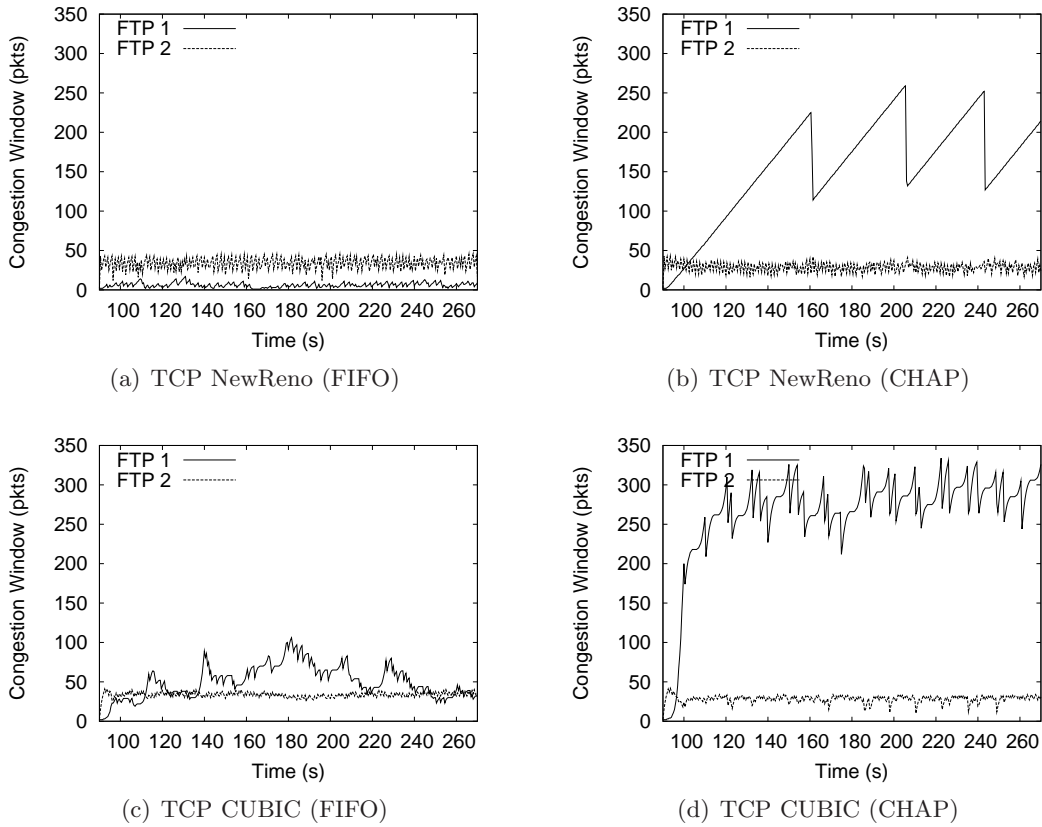 350
300
250
200
150
100
50
0
Congestion Window (pkts)
FTP 1
FTP 2
100 120 140 160 180 200 220 240 260
Time (s)
(a) TCP NewReno (FIFO)
350
300
250
200
150
100
50
0
Congestion Window (pkts)
FTP 1
FTP 2
100 120 140 160 180 200 220 240 260
Time (s)
(b) TCP NewReno (CHAP)
350
300
250
200
150
100
50
0
Congestion Window (pkts)
FTP 1
FTP 2
100 120 140 160 180 200 220 240 260
Time (s)
(c) TCP CUBIC (FIFO)
350
300
250
200
150
100
50
0
Congestion Window (pkts)
FTP 1
FTP 2
100 120 140 160 180 200 220 240 260
Time (s)
(d) TCP CUBIC (CHAP)